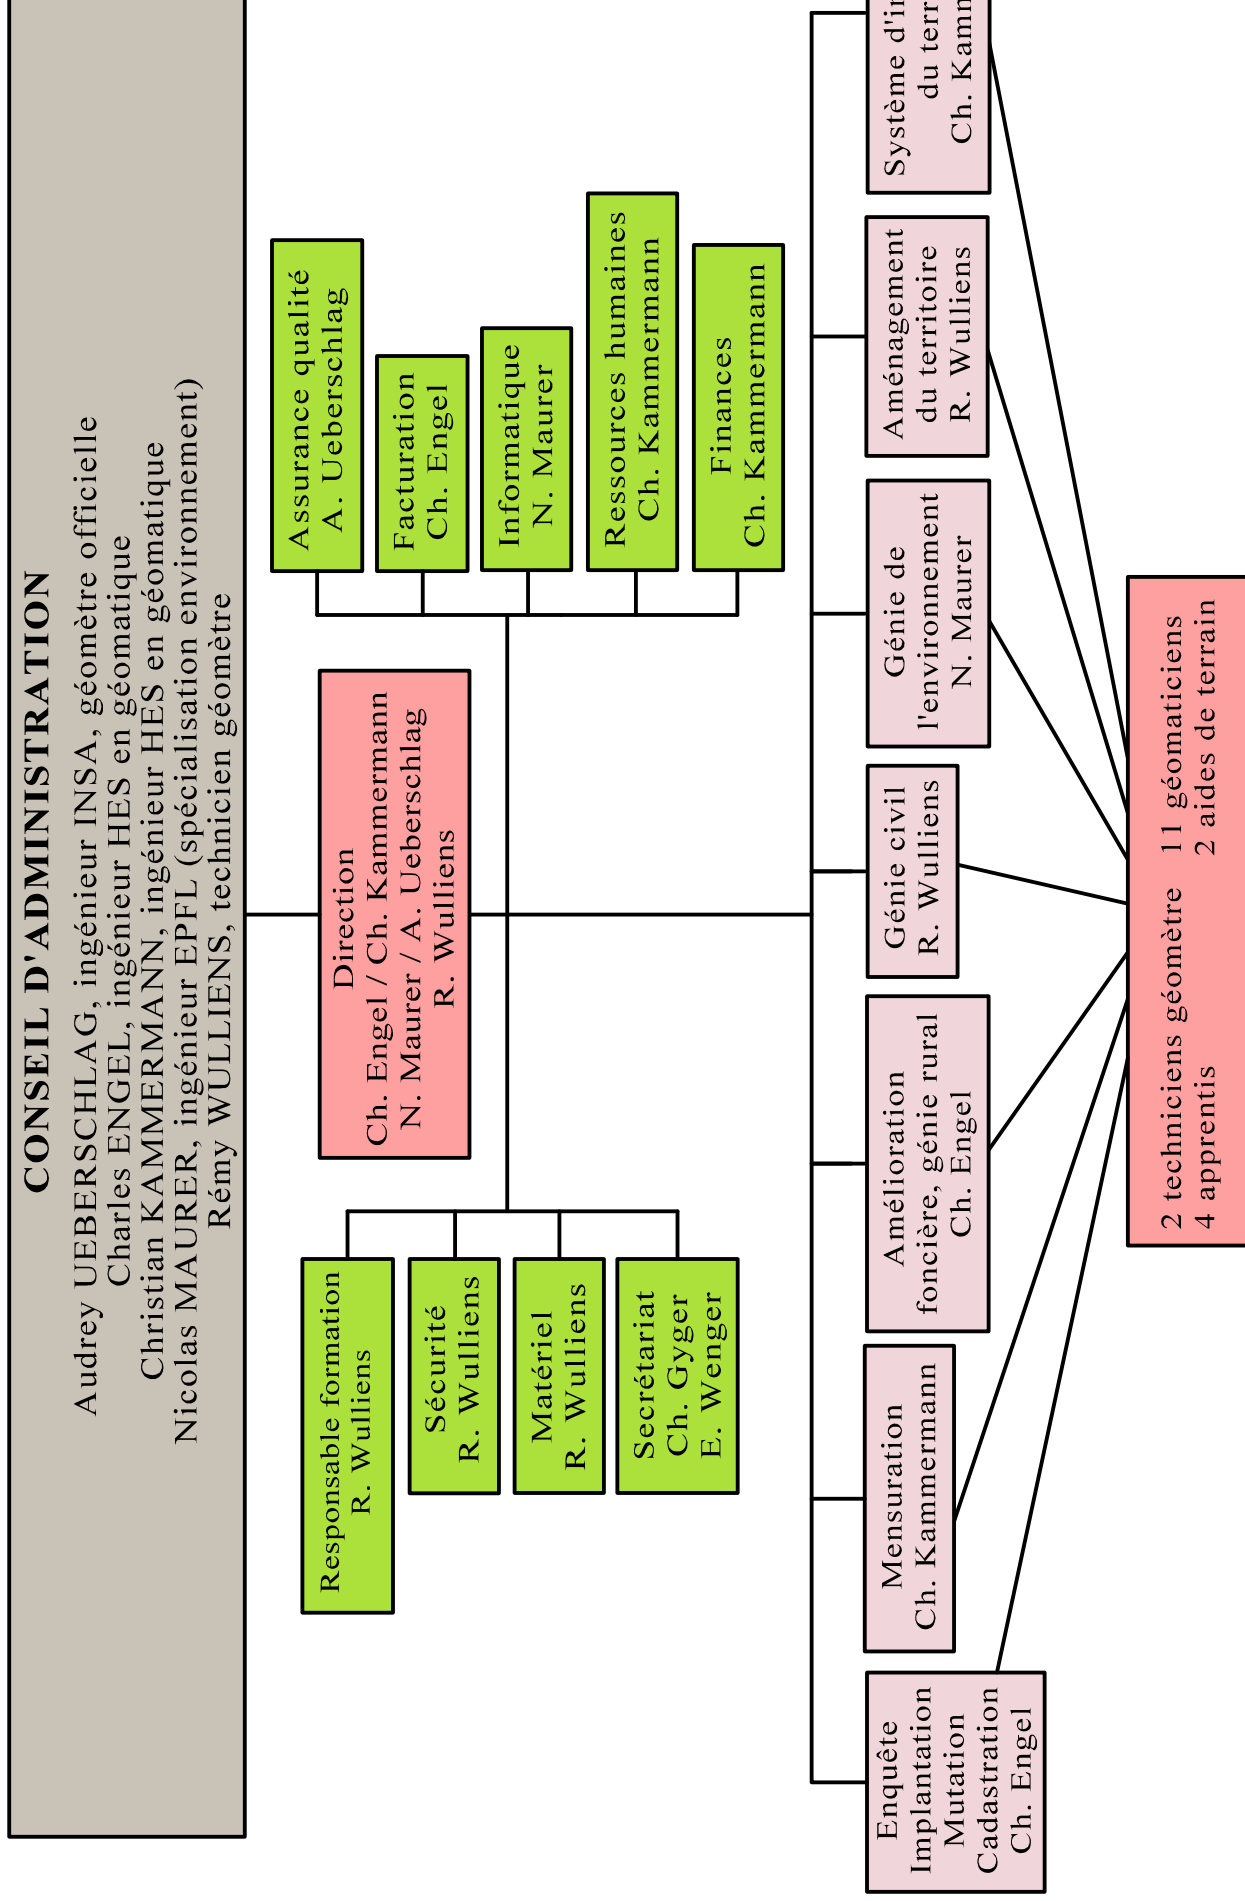 CONSEIL D'ADMINISTRATION
Audrey UEBERSCHLAG, ingénieur INSA, géomètre officielle
Charles ENGEL, ingénieur HES en géomatique
Christian KAMMERMANN, ingénieur HES en géomatique
Nicolas MAURER, ingénieur EPFL (spécialisation environnement)
Rémy WULLIENS, technicien géomètre
Direction
Ch. Engel / Ch. Kammermann
N. Maurer / A. Ueberschlag
R. Wulliens
Responsable formation
R. Wulliens
Sécurité
R. Wulliens
Matériel
R. Wulliens
Secrétariat
Ch. Gyger
E. Wenger
Assurance qualité
A. Ueberschlag
Facturation
Ch. Engel
Informatique
N. Maurer
Ressources humaines
Ch. Kammermann
Finances
Ch. Kammermann
Enquête
Implantation
Mutation
Cadastration
Ch. Engel
Mensuration
Ch. Kammermann
Amélioration
foncière, génie rural
Ch. Engel
Génie civil
R. Wulliens
Génie de
l'environnement
N. Maurer
Aménagement
du territoire
R. Wulliens
Système
du
Ch.
2 techniciens géomètre 11 géomaticiens
4 apprentis 2 aides de terrain